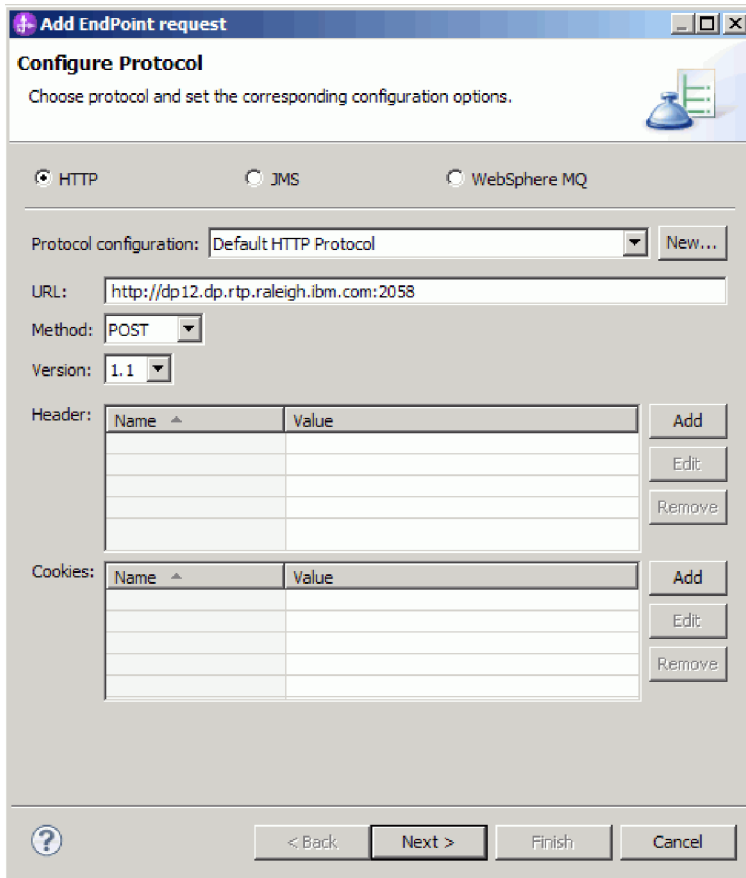 Add EndPoint request
Configure Protocol
Choose protocol and set the corresponding configuration options.
HTTP JMS WebSphere MQ
Protocol configuration: Default HTTP Protocol New...
URL: http://dp12.dp.rtp.raleigh.ibm.com:2058
Method: POST
Version: 1.1
Header: Name Value Add
Edit
Remove
Cookies: Name Value Add
Edit
Remove
? < Back Next > Finish Cancel